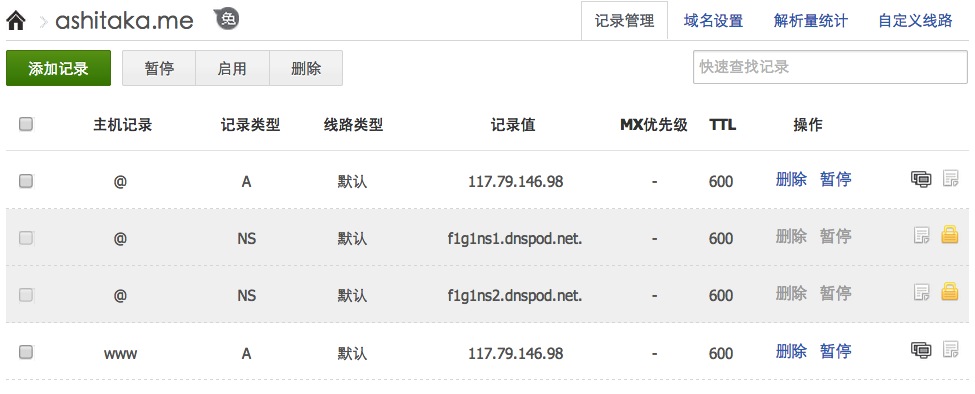 ashitaka.me 免 记录管理 域名设置 解析量统计 自定义线路
添加记录 暂停 启用 删除 快速查找记录
主机记录 记录类型 线路类型 记录值 MX优先级 TTL 操作
@ A 默认 117.79.146.98 - 600 删除 暂停
@ NS 默认 f1g1ns1.dnspod.net. - 600 删除 暂停
@ NS 默认 f1g1ns2.dnspod.net. - 600 删除 暂停
www A 默认 117.79.146.98 - 600 删除 暂停